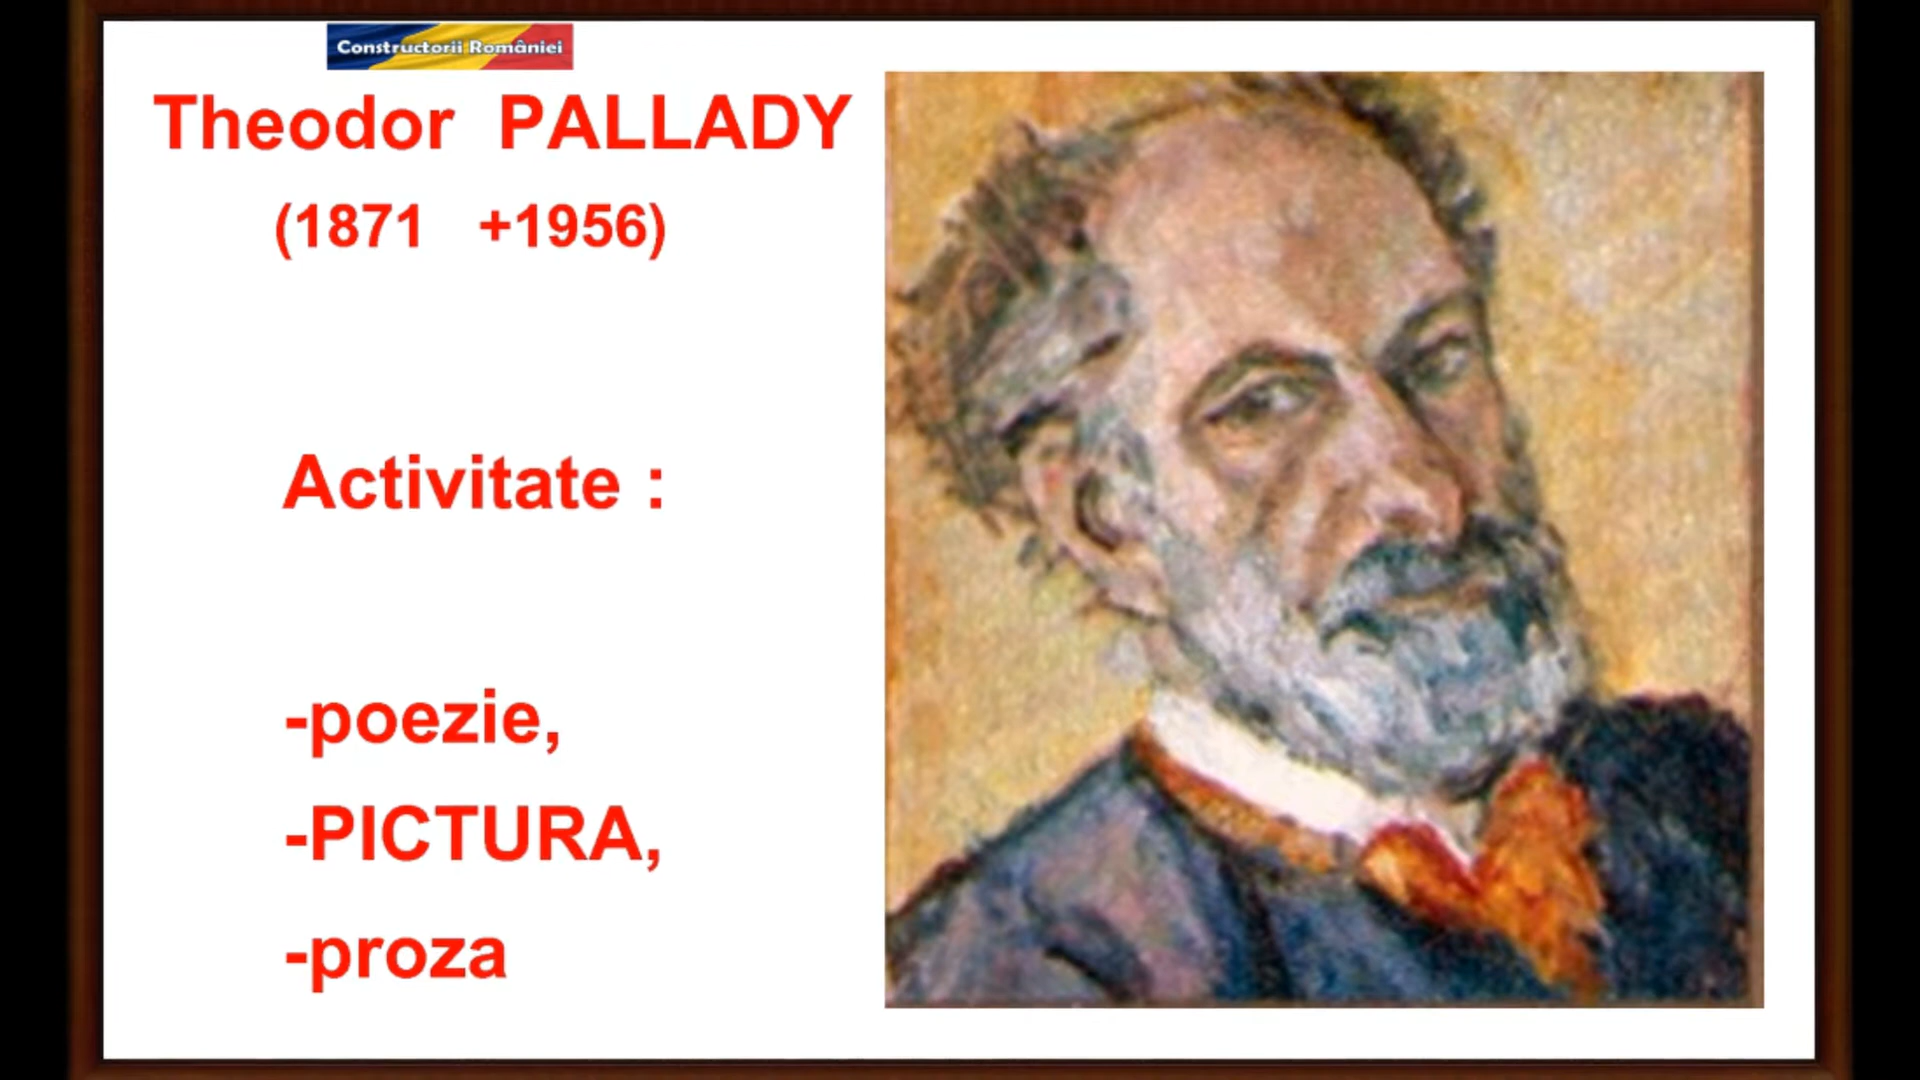 Constructorii României
Theodor PALLADY
(1871 +1956)
Activitate :
-poezie,
-PICTURA,
-proza